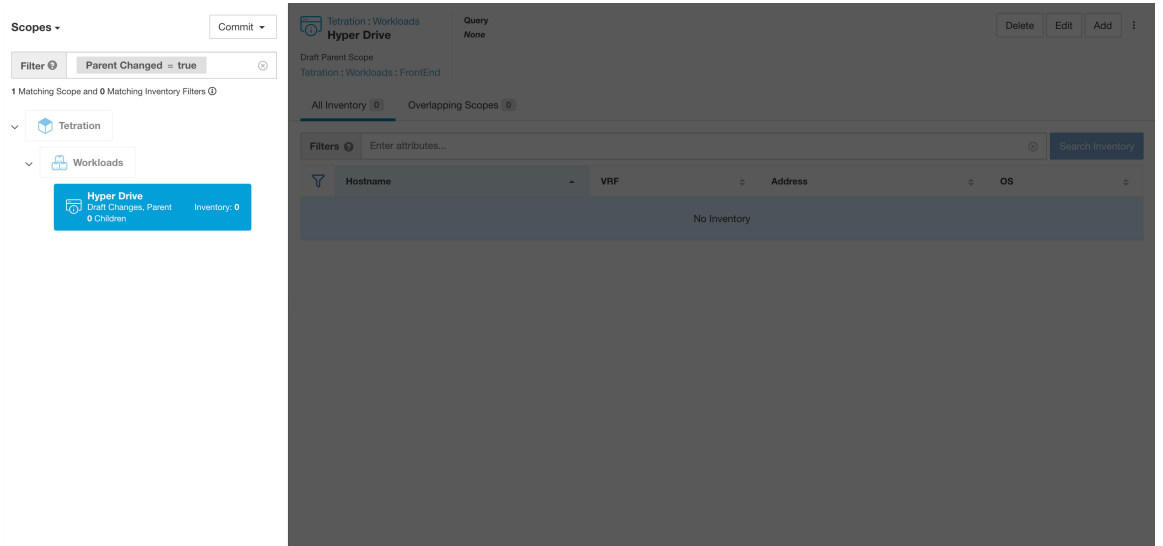 Scopes
Commit
Filter
Parent Changed = true
1 Matching Scope and 0 Matching Inventory Filters
Tetration
Workloads
Hyper Drive
Draft Changes, Parent
Inventory: 0
0 Children
Tetration : Workloads
Hyper Drive
Query
None
Delete
Edit
Add
Draft Parent Scope
Tetration : Workloads : FrontEnd
All Inventory 0
Overlapping Scopes 0
Filters
Enter attributes...
Search Inventory
Hostname
VRF
Address
OS
No Inventory